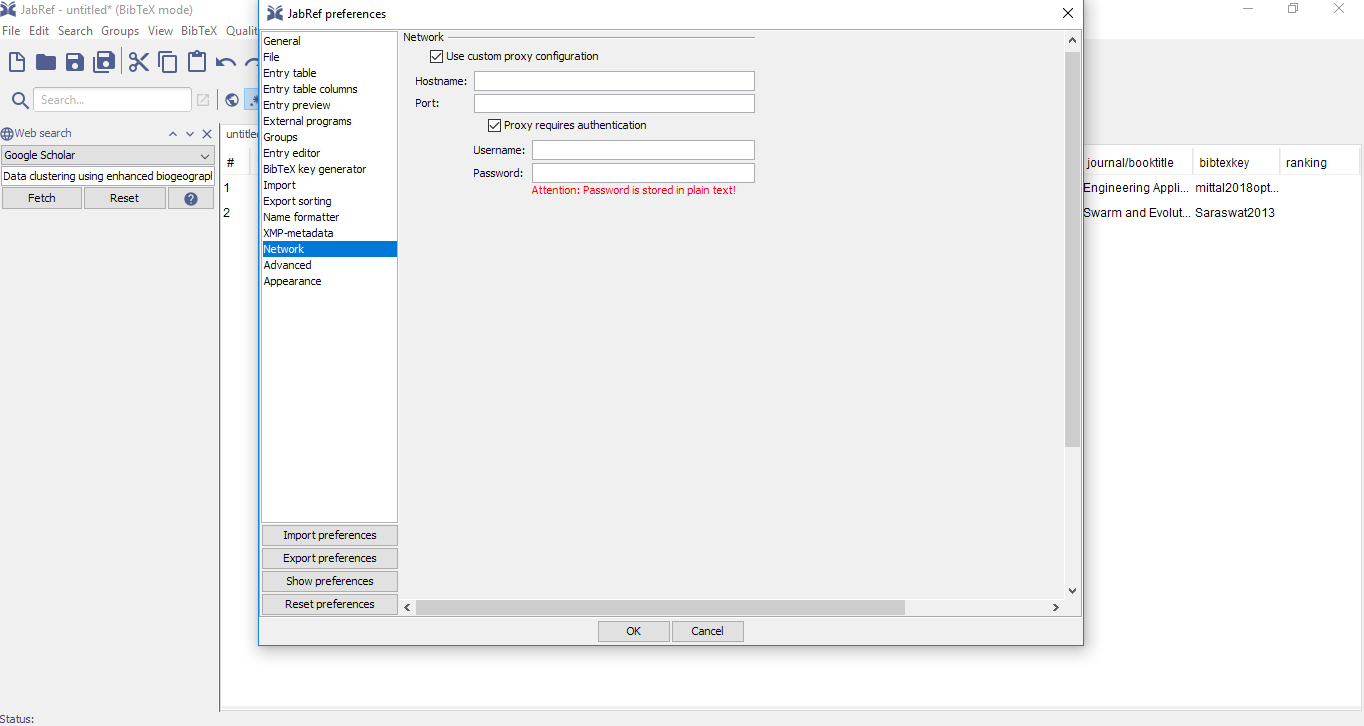 JabRef - untitled* (BibTeX mode)
File Edit Search Groups View BibTeX Qualit
Search...
Web search
Google Scholar
Data clustering using enhanced biogeograpl
Fetch Reset ?
Status:
untitle
#
1
2
journal/booktitle bibtexkey ranking
Engineering Appli... mittal2018opt...
Swarm and Evolut... Saraswat2013
JabRef preferences
General
File
Entry table
Entry table columns
Entry preview
External programs
Groups
Entry editor
BibTeX key generator
Import
Export sorting
Name formatter
XMP-metadata
Network
Advanced
Appearance
Import preferences
Export preferences
Show preferences
Reset preferences
Network
Use custom proxy configuration
Hostname:
Port:
Proxy requires authentication
Username:
Password:
Attention: Password is stored in plain text!
OK Cancel